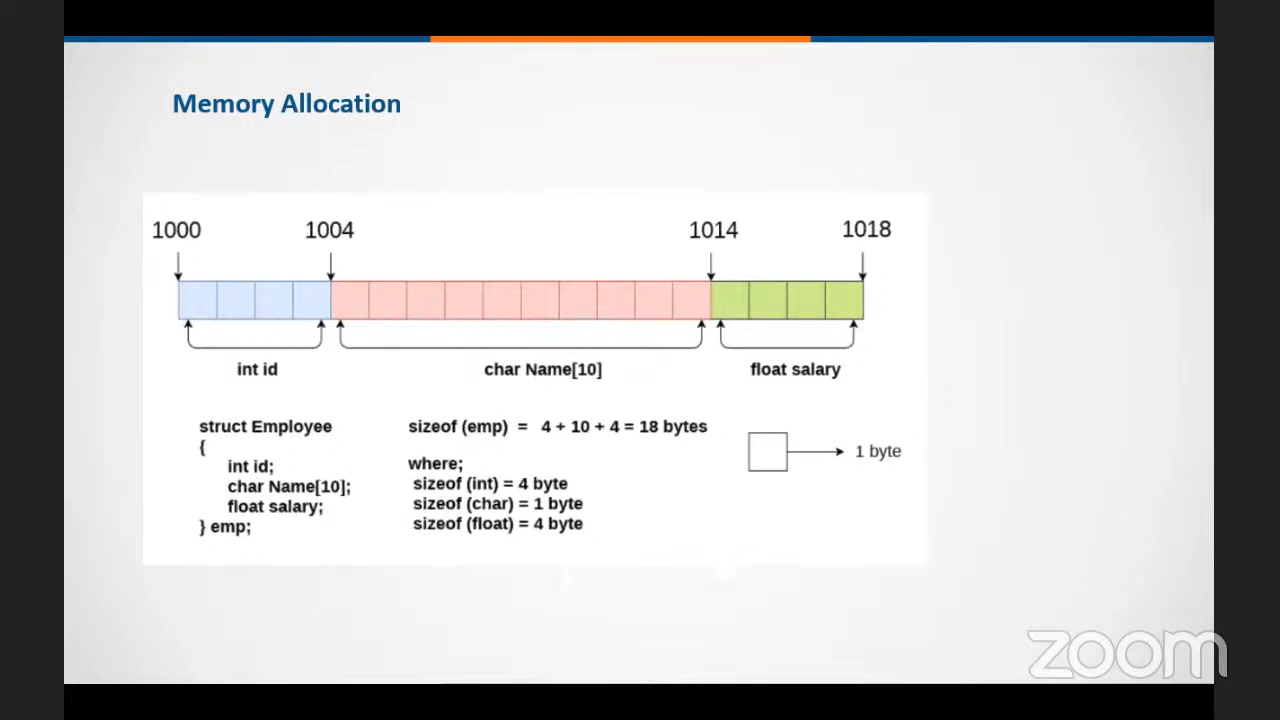 Memory Allocation
1000 1004 1014 1018
int id char Name[10] float salary
struct Employee
{
int id;
char Name[10];
float salary;
} emp;
sizeof (emp) = 4 + 10 + 4 = 18 bytes
where;
sizeof (int) = 4 byte
sizeof (char) = 1 byte
sizeof (float) = 4 byte
1 byte
zoom